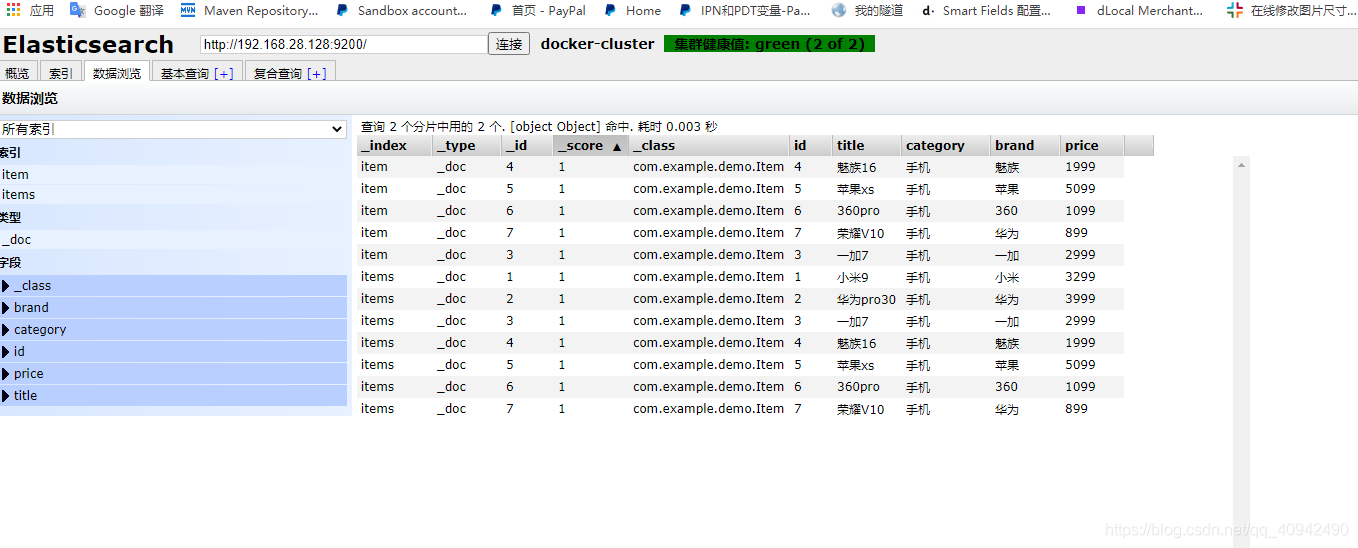 应用 Google 翻译 Maven Repository... Sandbox account... 首页 - PayPal Home IPN和PDT变量-Pa... 我的隧道 d· Smart Fields 配置... dLocal Merchant... 在线修改图片尺寸...
Elasticsearch http://192.168.28.128:9200/ 连接 docker-cluster 集群健康值: green (2 of 2)
概览 索引 数据浏览 基本查询 [+] 复合查询 [+]
数据浏览
所有索引
索引
item
items
类型
_doc
字段
_class
brand
category
id
price
title
查询 2 个分片中用的 2 个. [object Object] 命中. 耗时 0.003 秒
_index _type _id _score ▲ _class id title category brand price
item _doc 4 1 com.example.demo.Item 4 魅族16 手机 魅族 1999
item _doc 5 1 com.example.demo.Item 5 苹果xs 手机 苹果 5099
item _doc 6 1 com.example.demo.Item 6 360pro 手机 360 1099
item _doc 7 1 com.example.demo.Item 7 荣耀V10 手机 华为 899
item _doc 3 1 com.example.demo.Item 3 一加7 手机 一加 2999
items _doc 1 1 com.example.demo.Item 1 小米9 手机 小米 3299
items _doc 2 1 com.example.demo.Item 2 华为pro30 手机 华为 3999
items _doc 3 1 com.example.demo.Item 3 一加7 手机 一加 2999
items _doc 4 1 com.example.demo.Item 4 魅族16 手机 魅族 1999
items _doc 5 1 com.example.demo.Item 5 苹果xs 手机 苹果 5099
items _doc 6 1 com.example.demo.Item 6 360pro 手机 360 1099
items _doc 7 1 com.example.demo.Item 7 荣耀V10 手机 华为 899
https://blog.csdn.net/qq_40942490